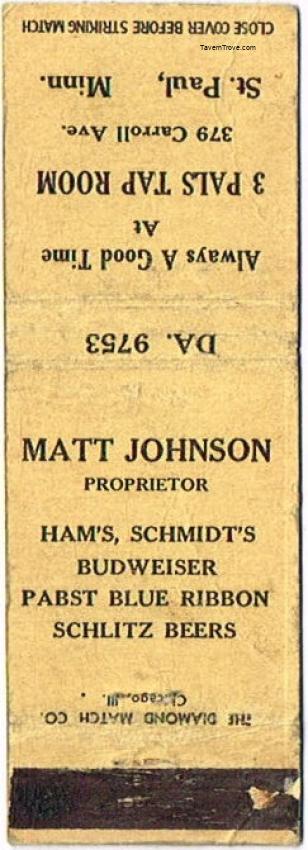 CLOSE COVER BEFORE STRIKING MATCH
TavernTrove.com
Always A Good Time
At
3 PALS TAP ROOM
379 Carroll Ave.
St. Paul, Minn.
DA. 9753
MATT JOHNSON
PROPRIETOR
HAM'S, SCHMIDT'S
BUDWEISER
PABST BLUE RIBBON
SCHLITZ BEERS
THE DIAMOND MATCH CO.
Chicago, Ill.